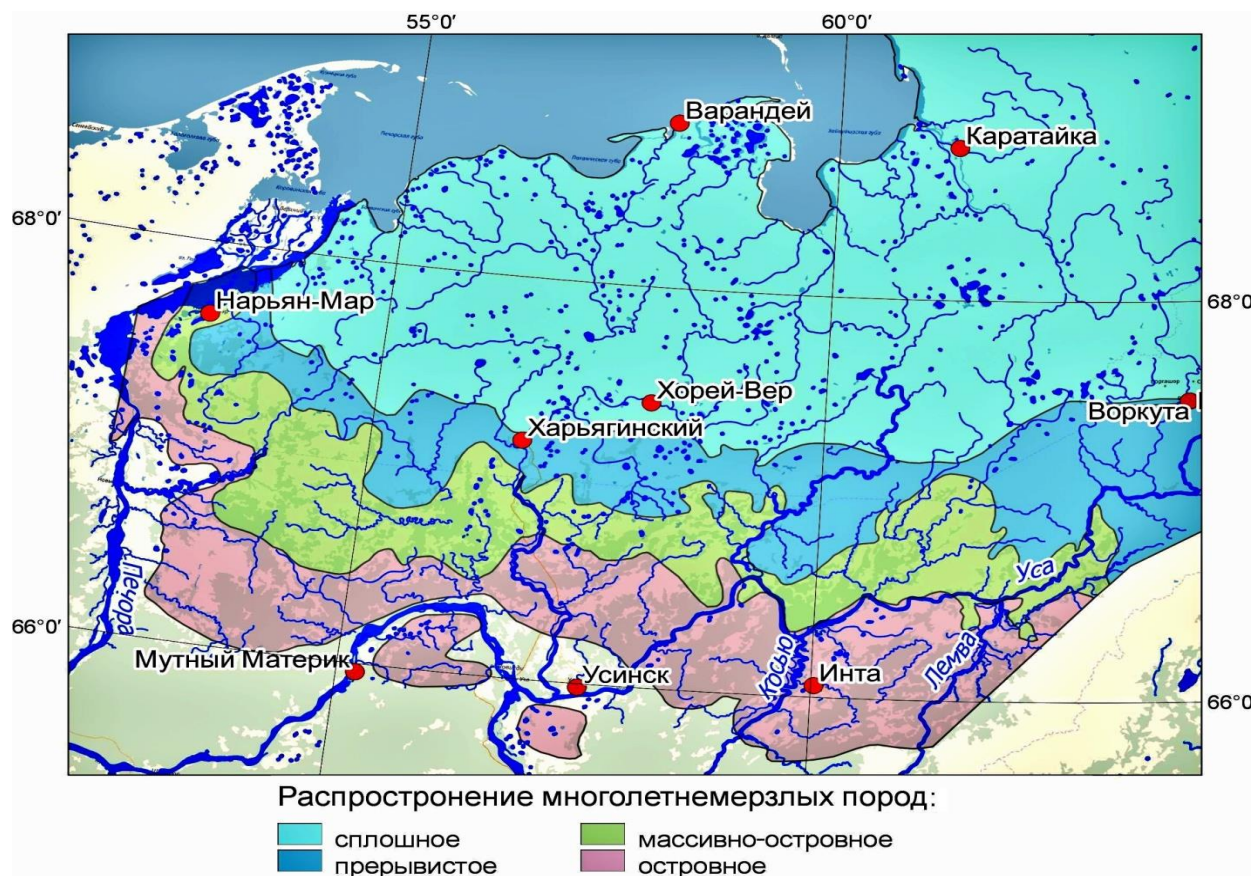 55°0'
60°0'
Варандей
Каратайка
68°0'
Нарьян-Мар
68°0'
Хорей-Вер
Воркута
Харьягинский
Уса
Печора
66°0'
Мутный Материк
Усинск
Косью
Инта
Лемва
66°0'
Распростронение многолетнемерзлых пород:
сплошное
массивно-островное
прерывистое
островное